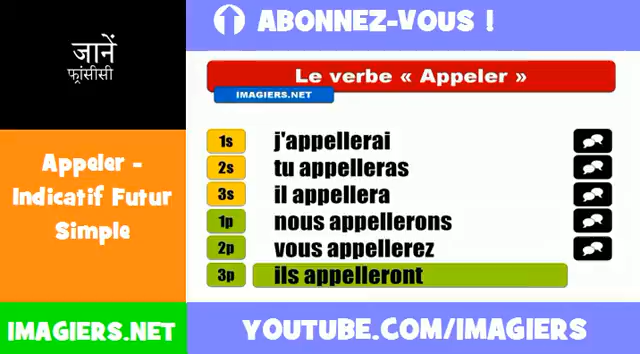 जानें
फ्रांसीसी
ABONNEZ-VOUS !
Le verbe « Appeler »
IMAGIERS.NET
1s j'appellerai
2s tu appelleras
3s il appellera
1p nous appellerons
2p vous appellerez
3p ils appelleront
Appeler -
Indicatif Futur
Simple
IMAGIERS.NET
YOUTUBE.COM/IMAGIERS